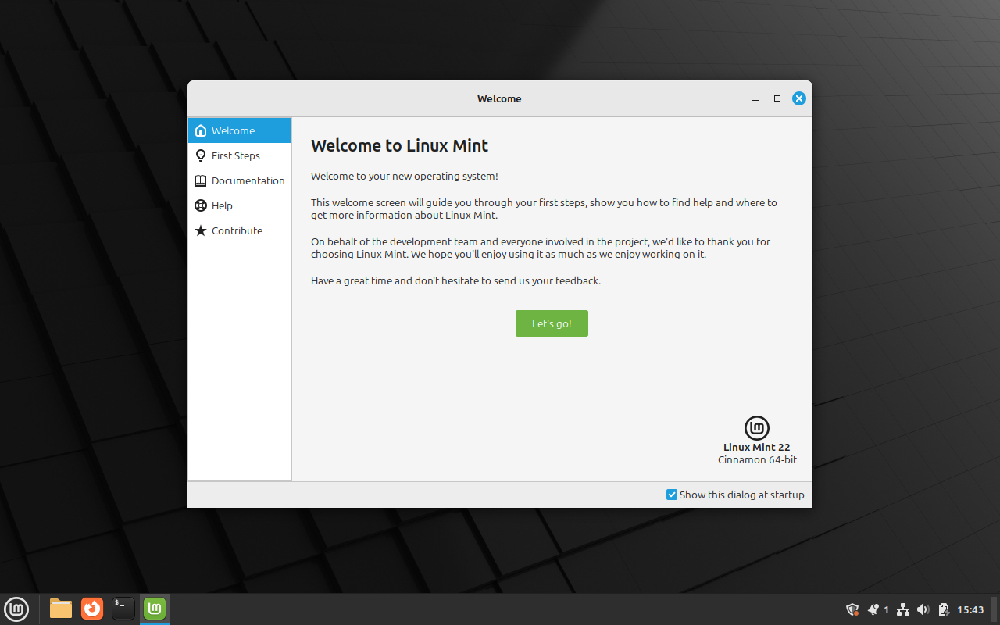 Welcome
Welcome
First Steps
Documentation
Help
Contribute
Welcome to Linux Mint
Welcome to your new operating system!
This welcome screen will guide you through your first steps, show you how to find help and where to
get more information about Linux Mint.
On behalf of the development team and everyone involved in the project, we'd like to thank you for
choosing Linux Mint. We hope you'll enjoy using it as much as we enjoy working on it.
Have a great time and don't hesitate to send us your feedback.
Let's go!
Linux Mint 22
Cinnamon 64-bit
Show this dialog at startup
$_
1
15:43